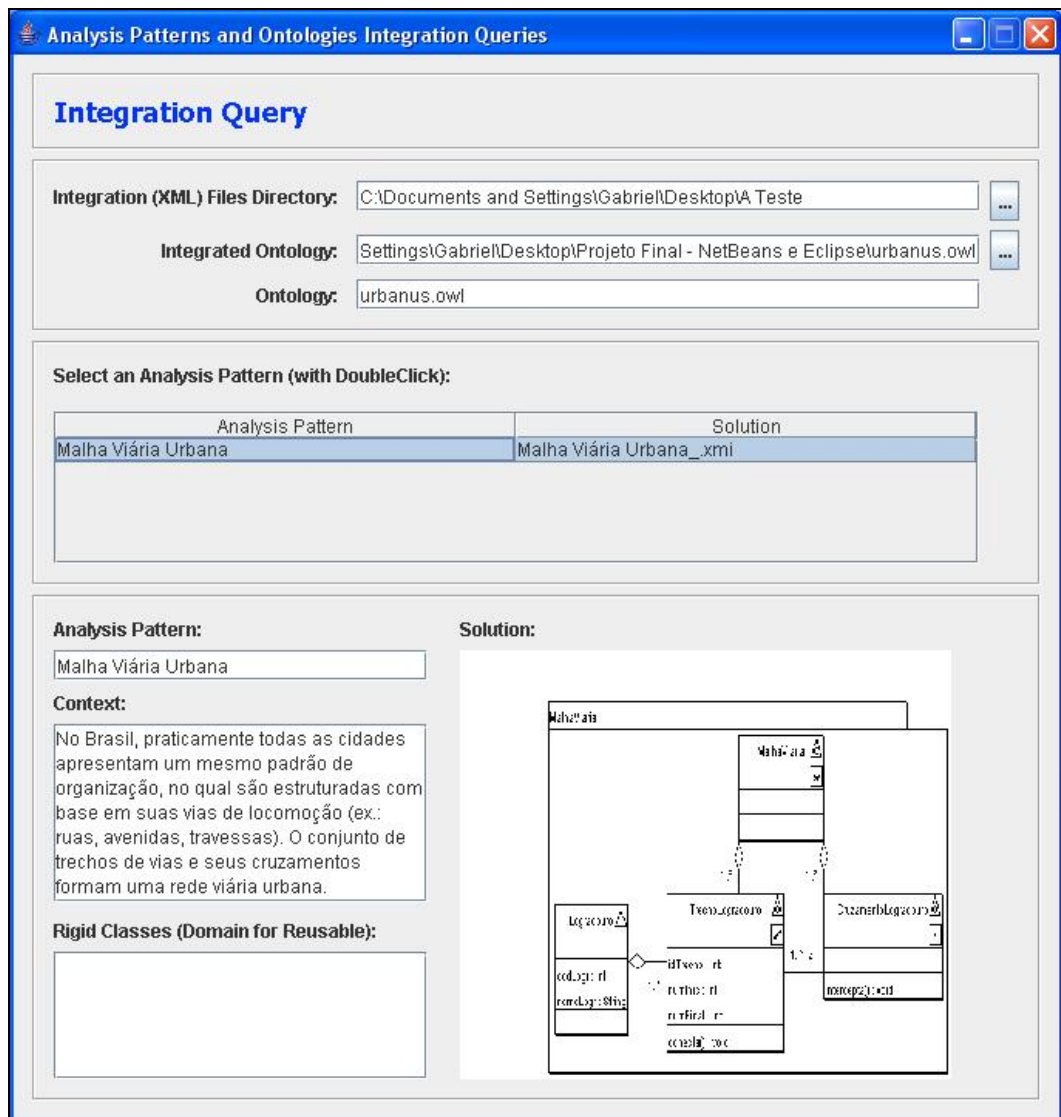 Analysis Patterns and Ontologies Integration Queries
Integration Query
Integration (XML) Files Directory: C:\Documents and Settings\Gabriel\Desktop\A Teste ...
Integrated Ontology: Settings\Gabriel\Desktop\Projeto Final - NetBeans e Eclipse\urbanus.owl ...
Ontology: urbanus.owl
Select an Analysis Pattern (with DoubleClick):
Analysis Pattern Solution
Malha Viária Urbana Malha Viária Urbana_.xmi
Analysis Pattern: Solution:
Malha Viária Urbana
Context:
No Brasil, praticamente todas as cidades
apresentam um mesmo padrão de
organização, no qual são estruturadas com
base em suas vias de locomoção (ex.:
ruas, avenidas, travessas). O conjunto de
trechos de vias e seus cruzamentos
formam uma rede viária urbana.
Rigid Classes (Domain for Reusable):
MalhaViaria
MalhaViaria
Logradouro
TrechoLogradouro
CruzamentoLogradouro